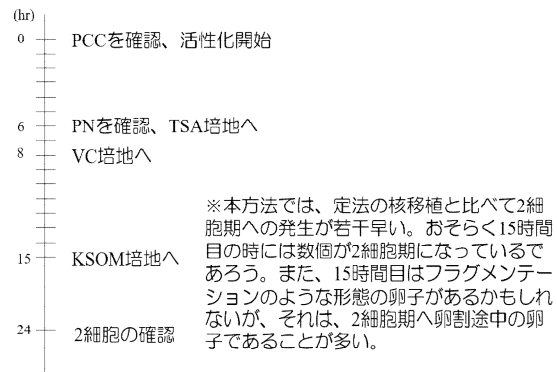 (hr)
0 PCCを確認、活性化開始
6 PNを確認、TSA培地へ
8 VC培地へ
※本方法では、定法の核移植と比べて2細
胞期への発生が若干早い。おそらく15時間
目の時には数個が2細胞期になっているで
あろう。また、15時間目はフラグメンテー
ションのような形態の卵子があるかもしれ
ないが、それは、2細胞期へ卵割途中の卵
子であることが多い。
15 KSOM培地へ
24 2細胞の確認